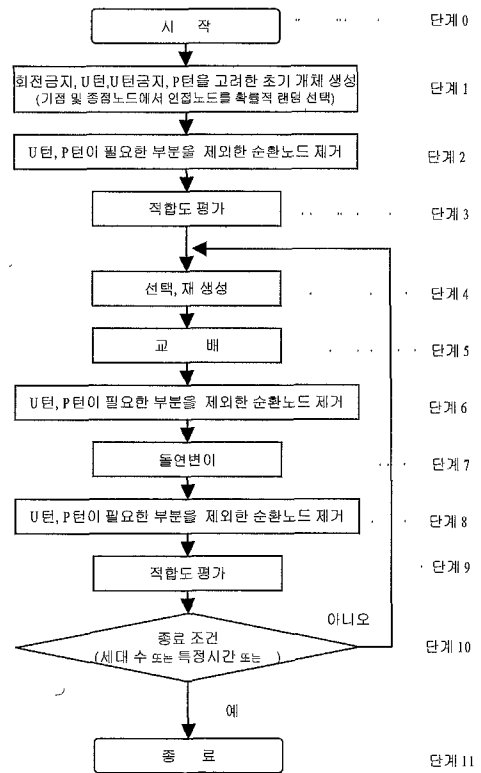 시 작
단계 0
회전금지, U턴,U턴금지, P턴을 고려한 초기 개체 생성
(기점 및 종점노드에서 인접노드를 확률적 랜덤 선택)
단계 1
U턴, P턴이 필요한 부분을 제외한 순환노드 제거
단계 2
적합도 평가
단계 3
선택, 재 생성
단계 4
교 배
단계 5
U턴, P턴이 필요한 부분을 제외한 순환노드 제거
단계 6
돌연변이
단계 7
U턴, P턴이 필요한 부분을 제외한 순환노드 제거
단계 8
적합도 평가
단계 9
아니오
종료 조건
(세대 수 또는 특정시간 또는 )
단계 10
예
종 료
단계 11